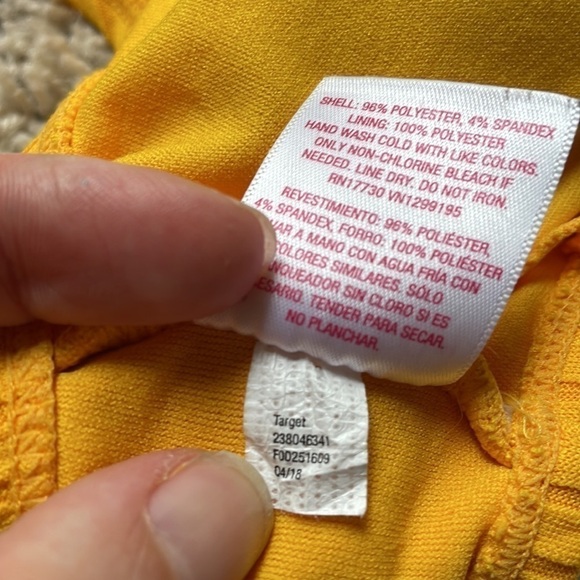 SHELL: 96% POLYESTER, 4% SPANDEX
LINING: 100% POLYESTER
HAND WASH COLD WITH LIKE COLORS.
ONLY NON-CHLORINE BLEACH IF
NEEDED. LINE DRY. DO NOT IRON.
RN17730 VN1299195
REVESTIMIENTO: 96% POLIÉSTER,
4% SPANDEX, FORRO: 100% POLIÉSTER
A MANO CON AGUA FRÍA CON
COLORES SIMILARES. SÓLO
SIN CLORO SI ES
TENDER PARA SECAR.
NO PLANCHAR.
Target
238046341
F00251609
04/18